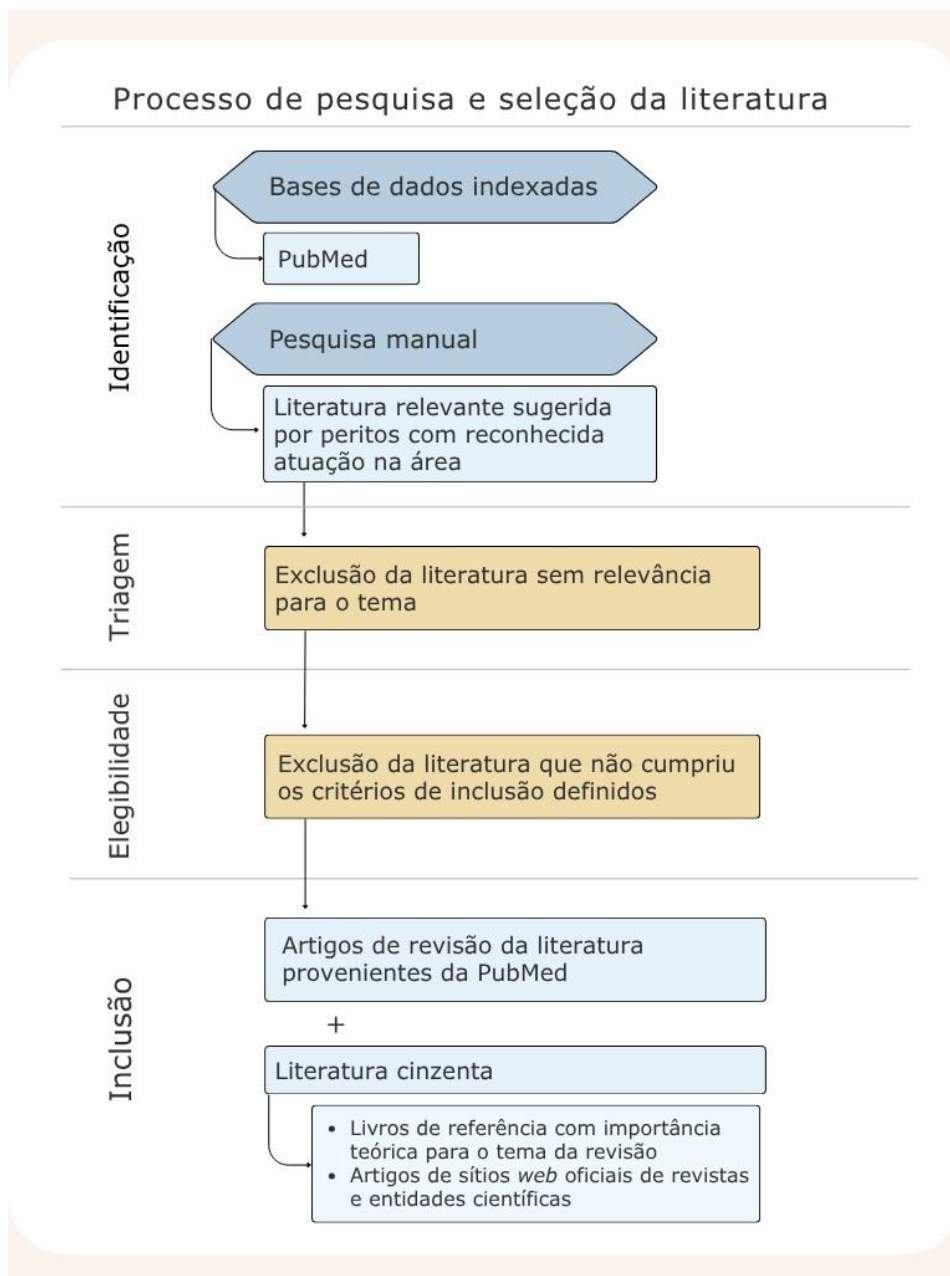 Processo de pesquisa e seleção da literatura
Identificação
Bases de dados indexadas
PubMed
Pesquisa manual
Literatura relevante sugerida
por peritos com reconhecida
atuação na área
Triagem
Exclusão da literatura sem relevância
para o tema
Elegibilidade
Exclusão da literatura que não cumpriu
os critérios de inclusão definidos
Inclusão
Artigos de revisão da literatura
provenientes da PubMed
+
Literatura cinzenta
• Livros de referência com importância
teórica para o tema da revisão
• Artigos de sítios web oficiais de revistas
e entidades científicas